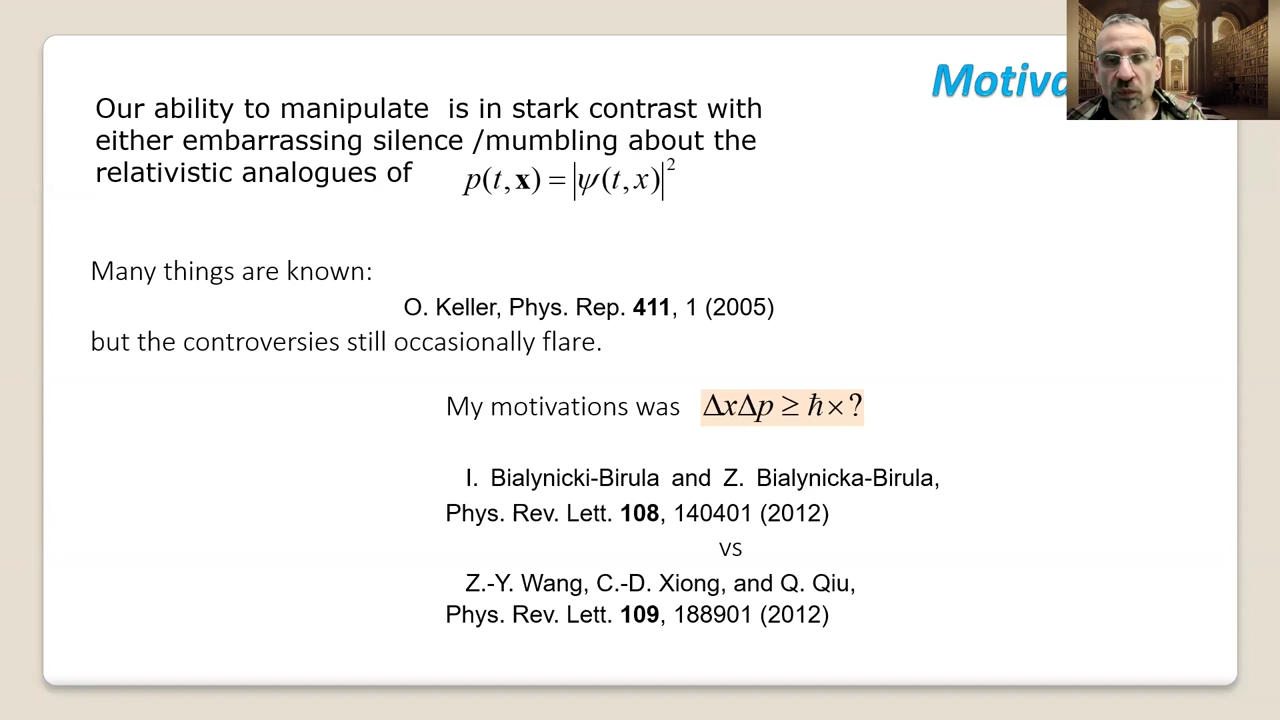 Motiva
Our ability to manipulate is in stark contrast with
either embarrassing silence /mumbling about the
relativistic analogues of p(t, x) = |ψ(t, x)|²
Many things are known:
O. Keller, Phys. Rep. 411, 1 (2005)
but the controversies still occasionally flare.
My motivations was ΔxΔp ≥ ħ × ?
I. Bialynicki-Birula and Z. Bialynicka-Birula,
Phys. Rev. Lett. 108, 140401 (2012)
vs
Z.-Y. Wang, C.-D. Xiong, and Q. Qiu,
Phys. Rev. Lett. 109, 188901 (2012)